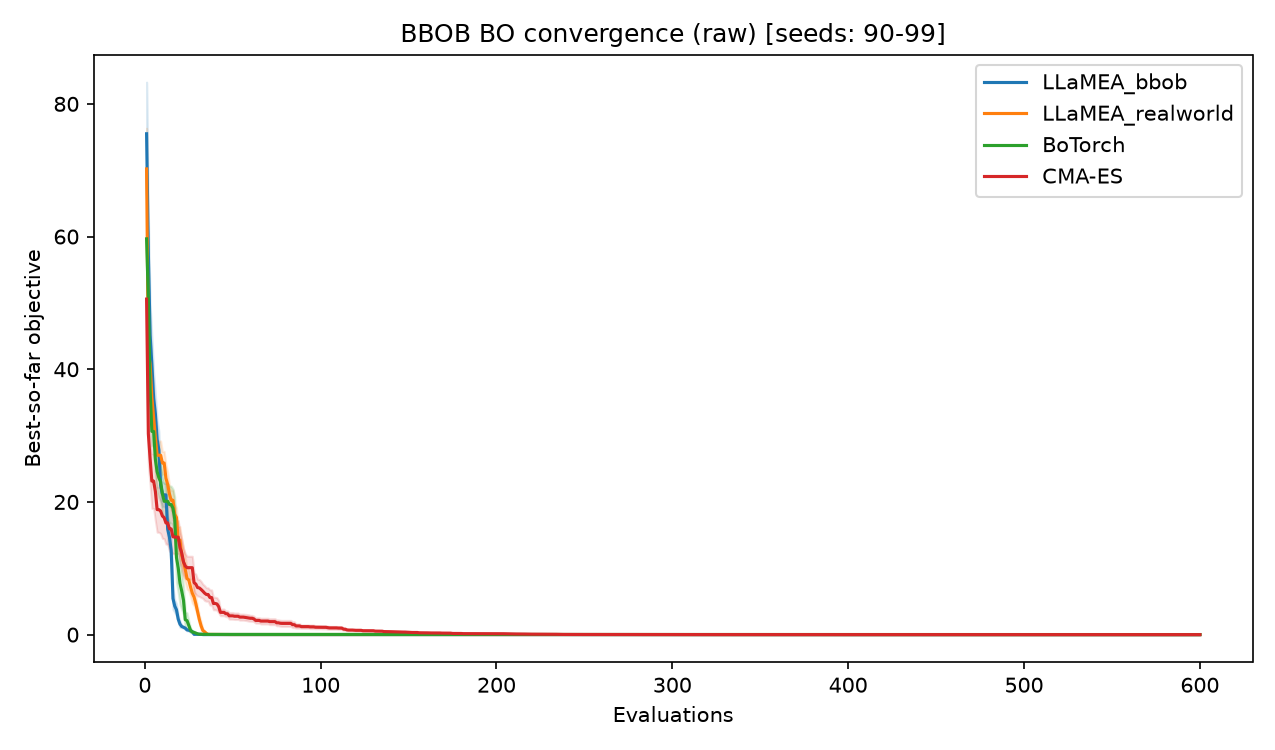 BBOB BO convergence (raw) [seeds: 90-99]
LLaMEA_bbob
LLaMEA_realworld
BoTorch
CMA-ES
Best-so-far objective
80
60
40
20
0
0 100 200 300 400 500 600
Evaluations